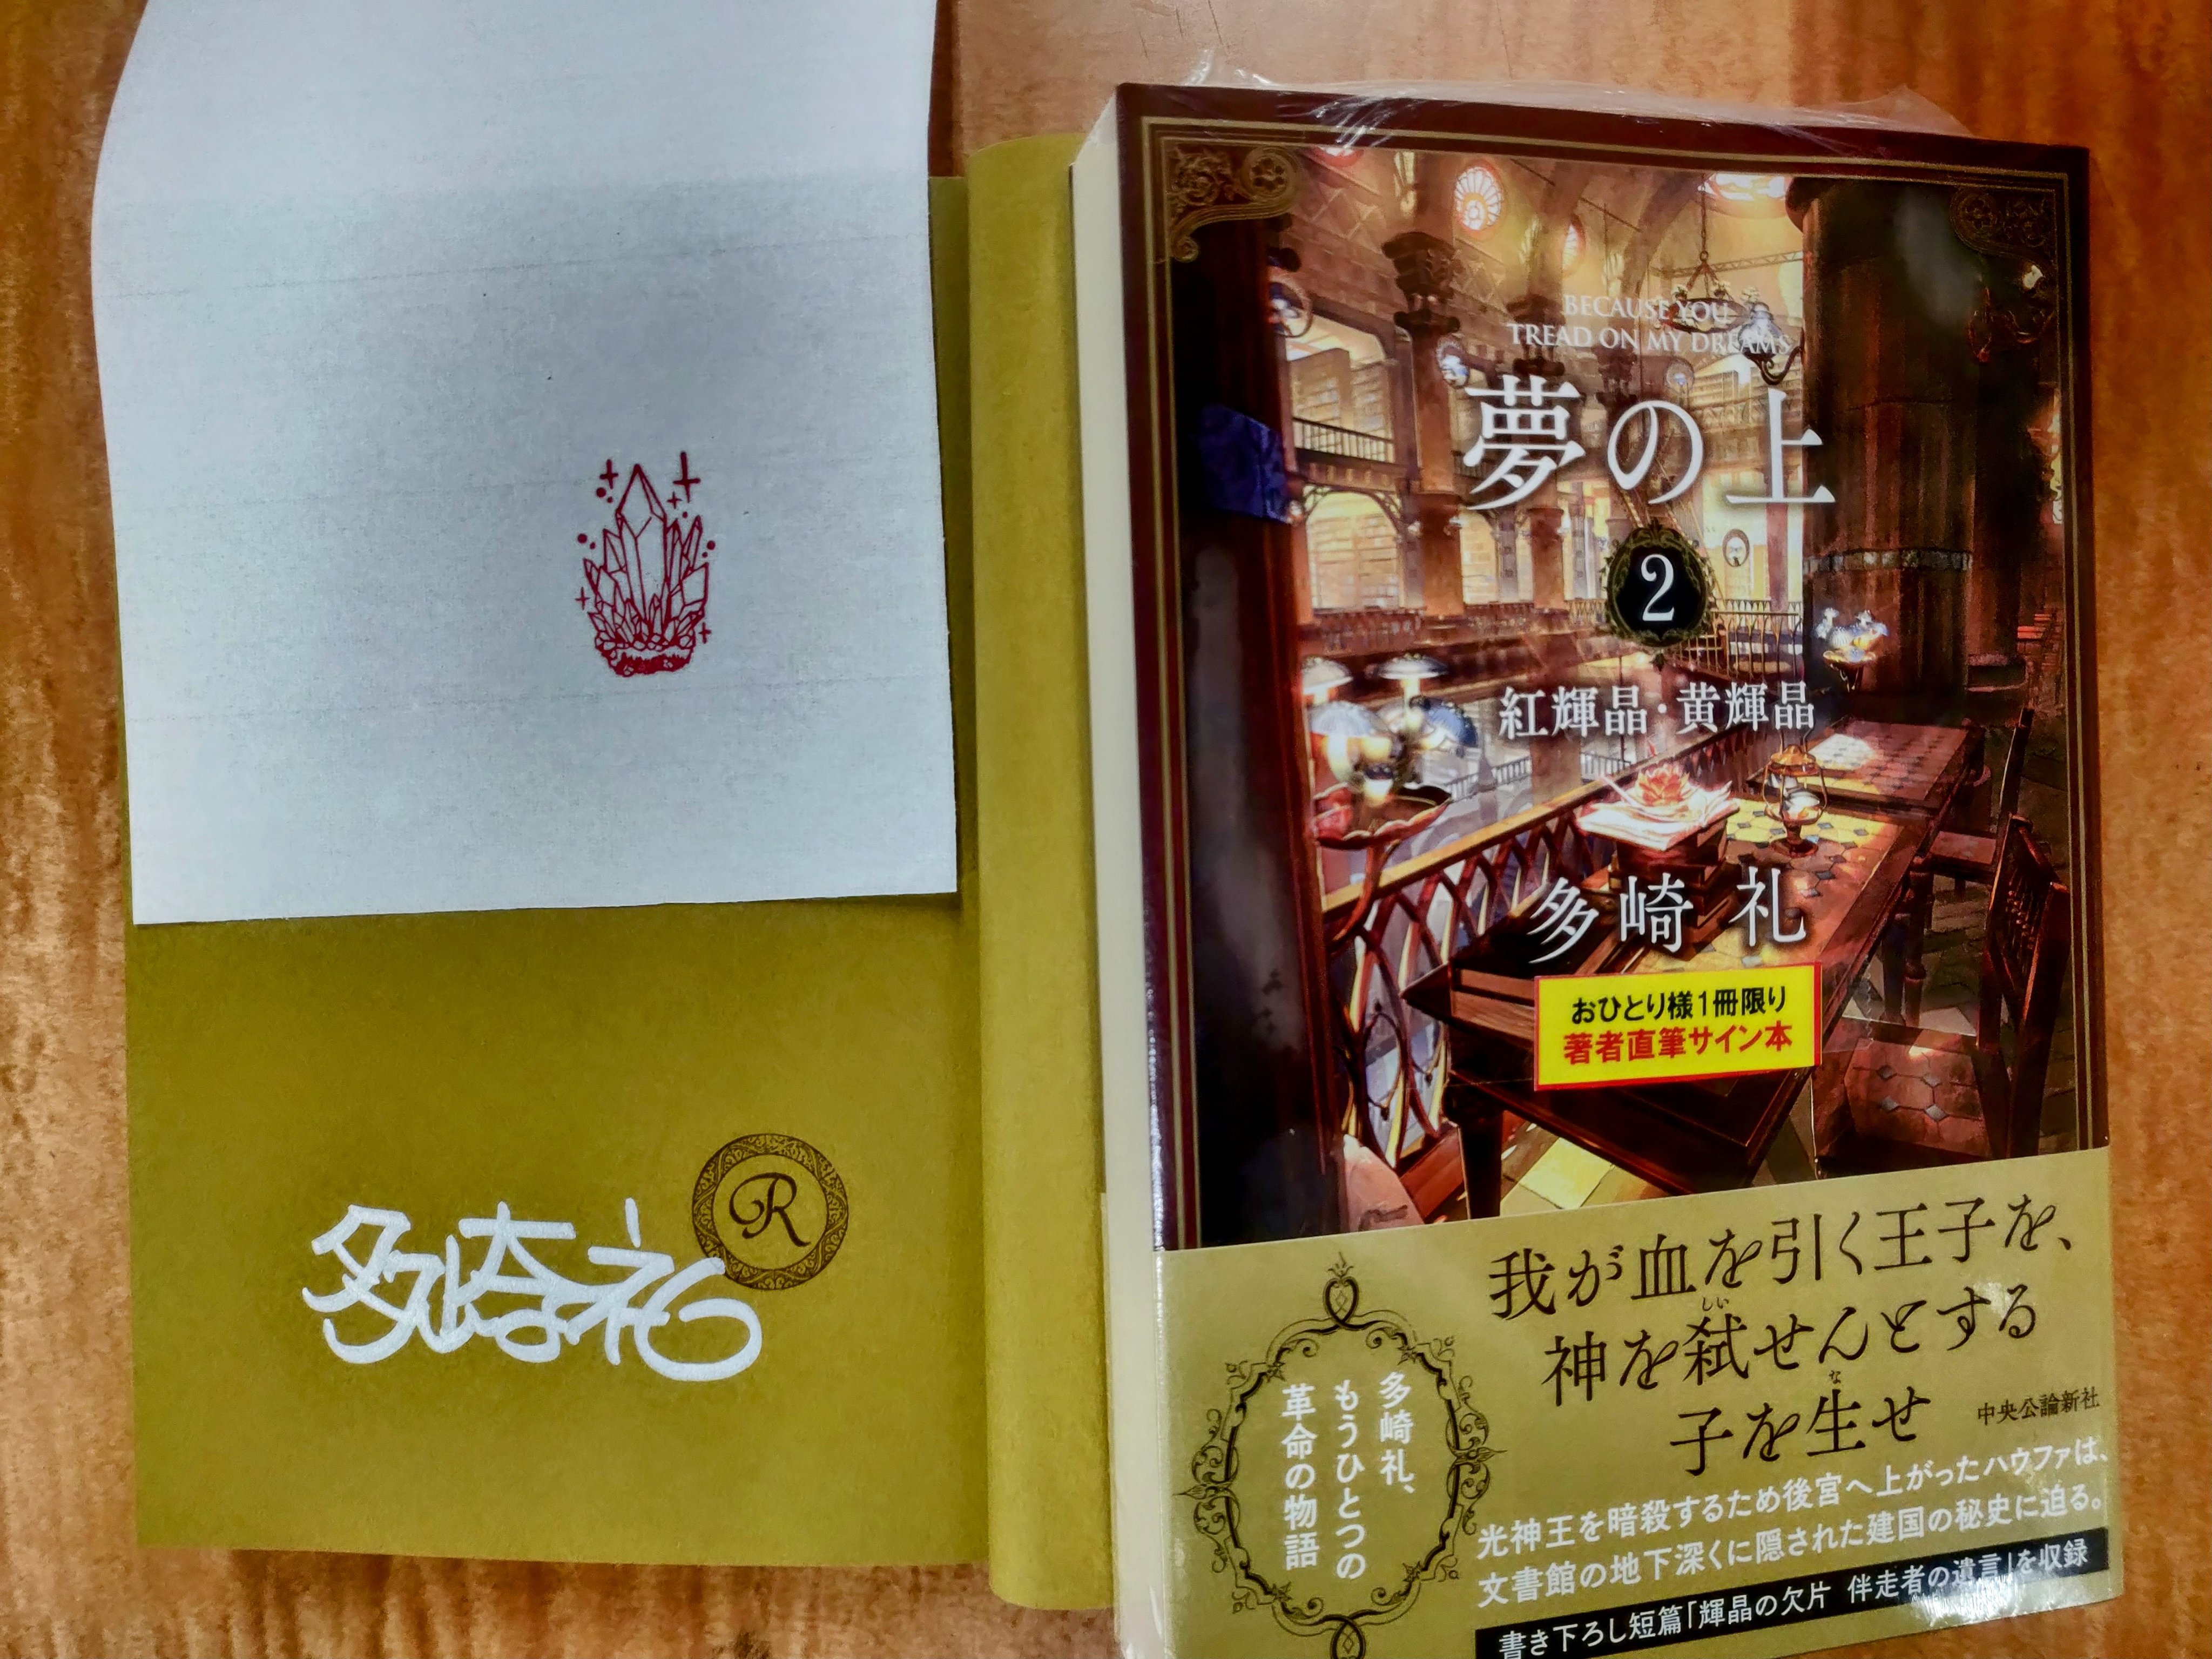 多崎礼
R
BECAUSE YOU
TREAD ON MY DREAMS
夢の上
2
紅輝晶・黄輝晶
多崎礼
おひとり様1冊限り
著者直筆サイン本
我が血を引く王子を、
神を弑せんとする
しい
子を生せ
な
中央公論新社
多崎礼、
もうひとつの
革命の物語
光神王を暗殺するため後宮へ上がったハウファは、
文書館の地下深くに隠された建国の秘史に迫る。
書き下ろし短篇「輝晶の欠片 伴走者の遺言」を収録